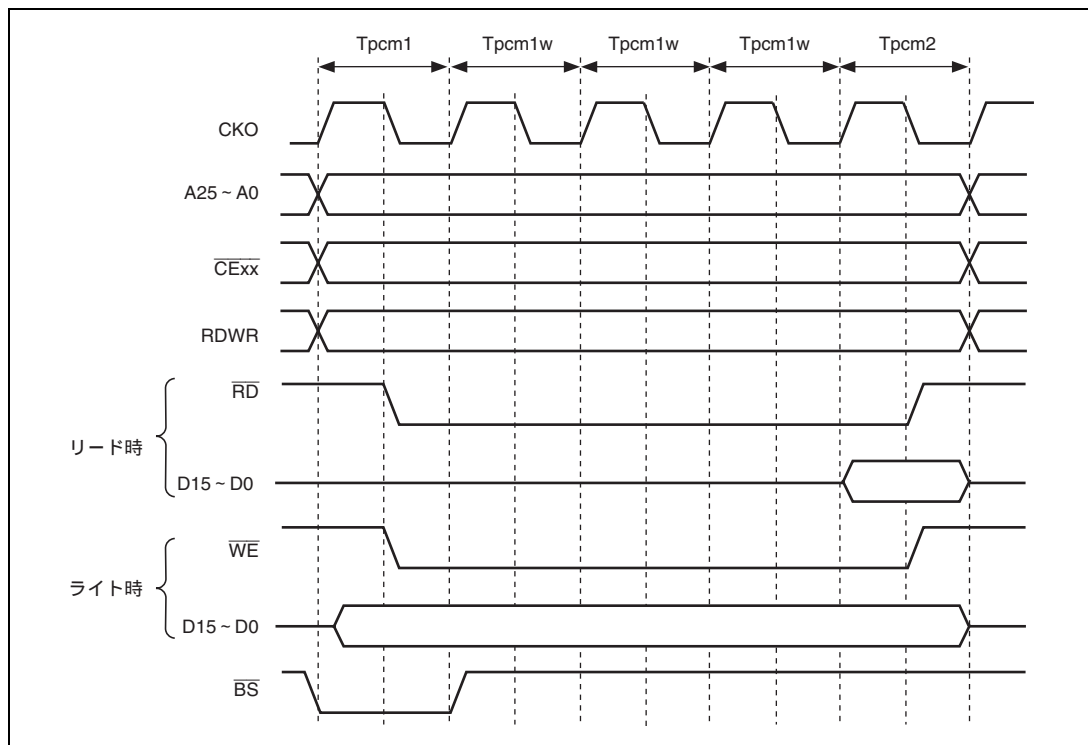 Tpcm1 Tpcm1w Tpcm1w Tpcm1w Tpcm2
CKO
A25 ~ A0
CExx
RDWR
RD
リード時
D15 ~ D0
WE
ライト時
D15 ~ D0
BS